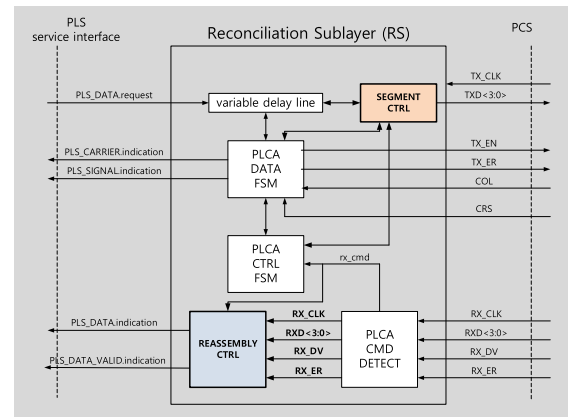 PLS
service interface
Reconciliation Sublayer (RS)
PCS
TX_CLK
PLS_DATA.request
variable delay line
SEGMENT
CTRL
TXD<3:0>
PLS_CARRIER.indication
PLS_SIGNAL.indication
PLCA
DATA
FSM
TX_EN
TX_ER
COL
CRS
PLCA
CTRL
FSM
rx_cmd
PLS_DATA.indication
PLS_DATA_VALID.indication
REASSEMBLY
CTRL
RX_CLK
RXD<3:0>
RX_DV
RX_ER
PLCA
CMD
DETECT
RX_CLK
RXD<3:0>
RX_DV
RX_ER